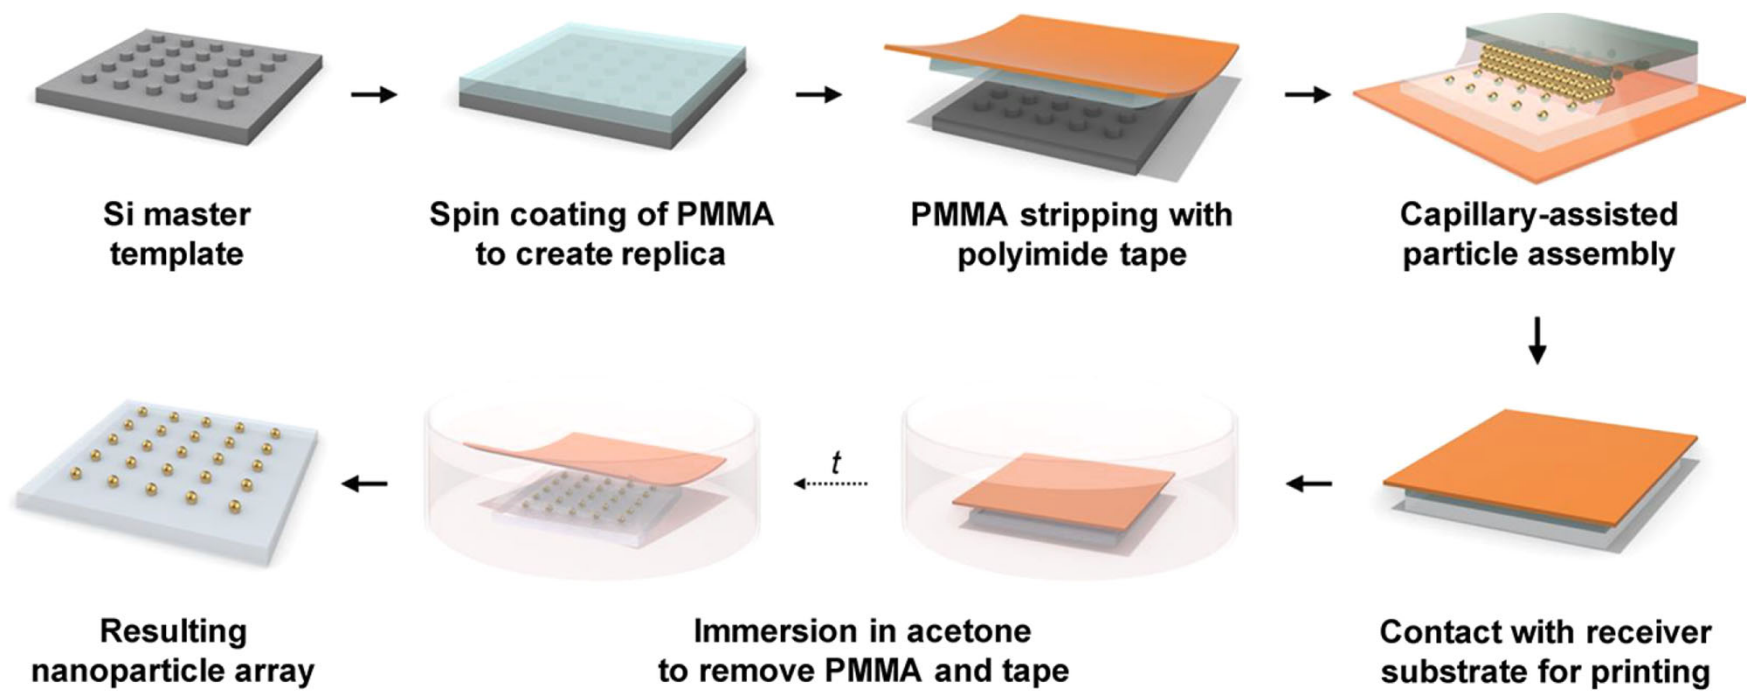 Si master
template
Spin coating of PMMA
to create replica
PMMA stripping with
polyimide tape
Capillary-assisted
particle assembly
Contact with receiver
substrate for printing
t
Immersion in acetone
to remove PMMA and tape
Resulting
nanoparticle array